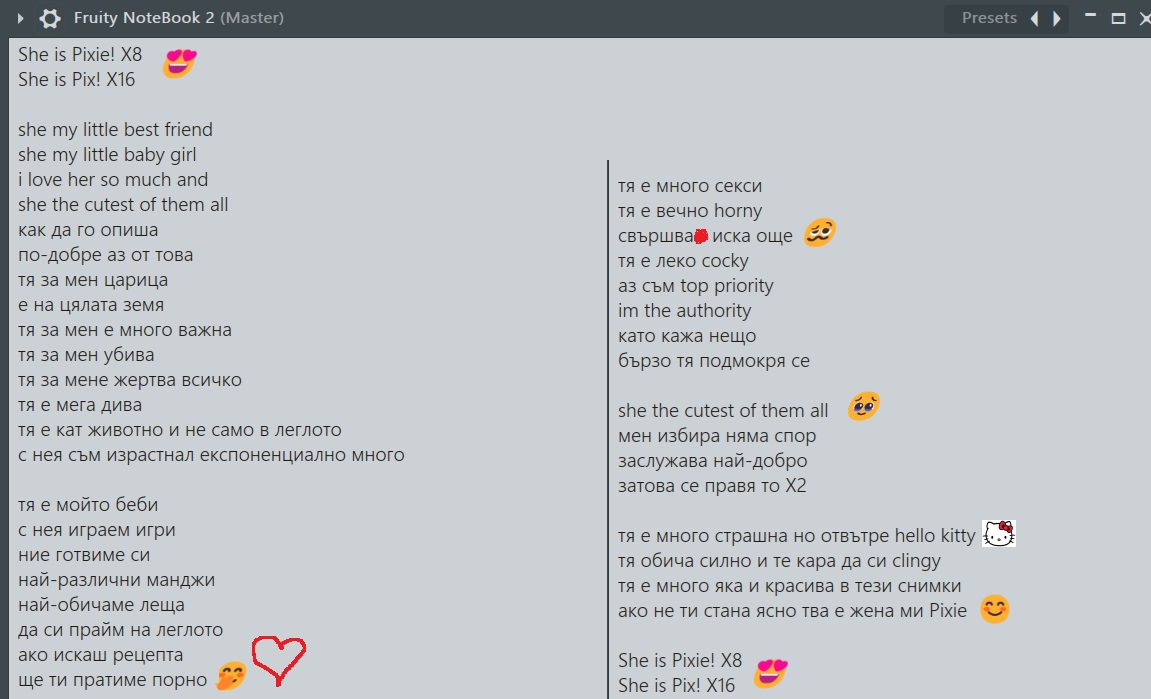 Fruity NoteBook 2 (Master)
Presets
She is Pixie! X8
She is Pix! X16
she my little best friend
she my little baby girl
i love her so much and
she the cutest of them all
как да го опиша
по-добре аз от това
тя за мен царица
е на цялата земя
тя за мен е много важна
тя за мен убива
тя за мене жертва всичко
тя е мега дива
тя е кат животно и не само в леглото
с нея съм израстнал експоненциално много
тя е мойто беби
с нея играем игри
ние готвиме си
най-различни манджи
най-обичаме леща
да си прайм на леглото
ако искаш рецепта
ще ти пратиме порно
тя е много секси
тя е вечно horny
свършва иска още
тя е леко cocky
аз съм top priority
im the authority
като кажа нещо
бързо тя подмокря се
she the cutest of them all
мен избира няма спор
заслужава най-добро
затова се правя то X2
тя е много страшна но отвътре hello kitty
тя обича силно и те кара да си clingy
тя е много яка и красива в тези снимки
ако не ти стана ясно тва е жена ми Pixie
She is Pixie! X8
She is Pix! X16